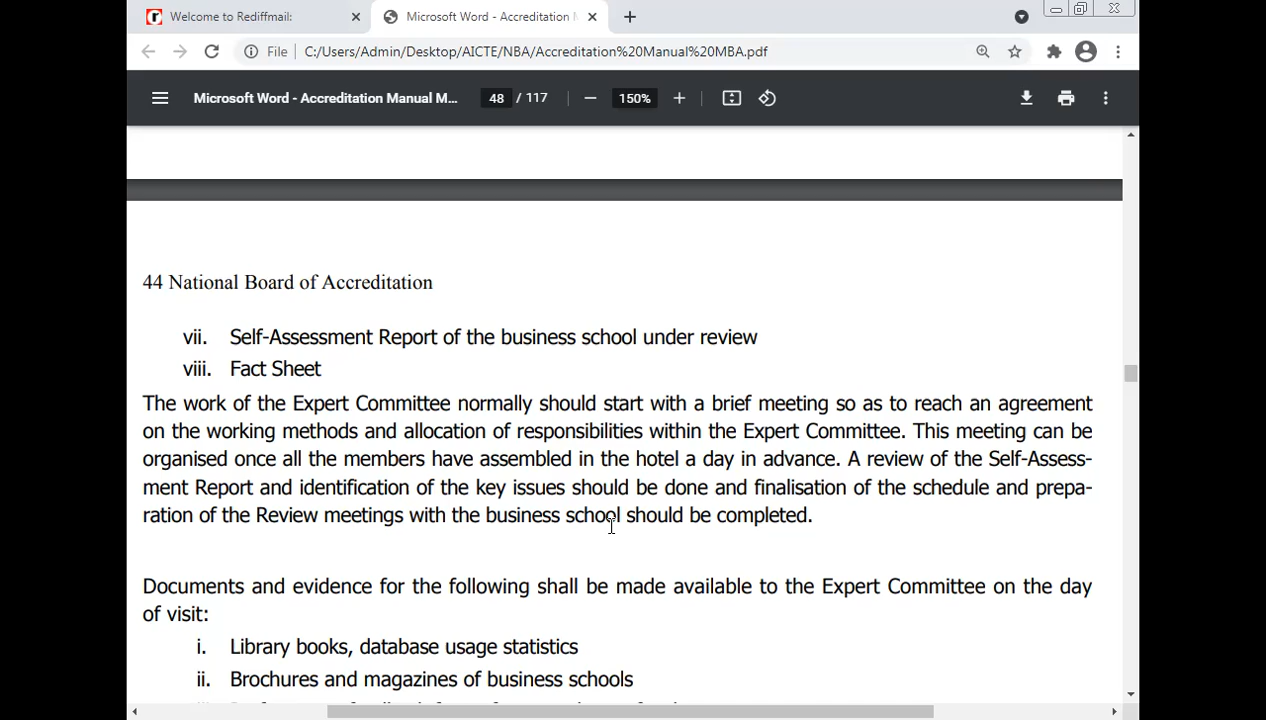 Welcome to Rediffmail:
Microsoft Word - Accreditation M
File C:/Users/Admin/Desktop/AICTE/NBA/Accreditation%20Manual%20MBA.pdf
Microsoft Word - Accreditation Manual M... 48 / 117 150%
44 National Board of Accreditation
vii. Self-Assessment Report of the business school under review
viii. Fact Sheet
The work of the Expert Committee normally should start with a brief meeting so as to reach an agreement
on the working methods and allocation of responsibilities within the Expert Committee. This meeting can be
organised once all the members have assembled in the hotel a day in advance. A review of the Self-Assess-
ment Report and identification of the key issues should be done and finalisation of the schedule and prepa-
ration of the Review meetings with the business school should be completed.
Documents and evidence for the following shall be made available to the Expert Committee on the day
of visit:
i. Library books, database usage statistics
ii. Brochures and magazines of business schools